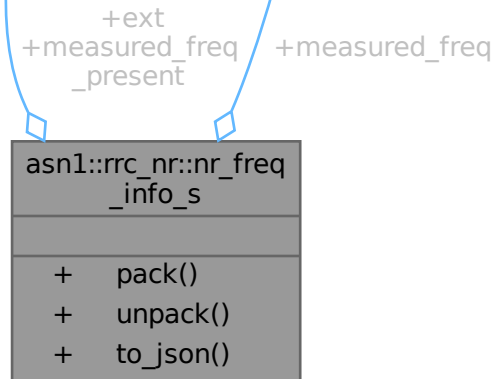 +ext
+measured_freq
_present
+measured_freq
asn1::rrc_nr::nr_freq
_info_s
+ pack()
+ unpack()
+ to_json()